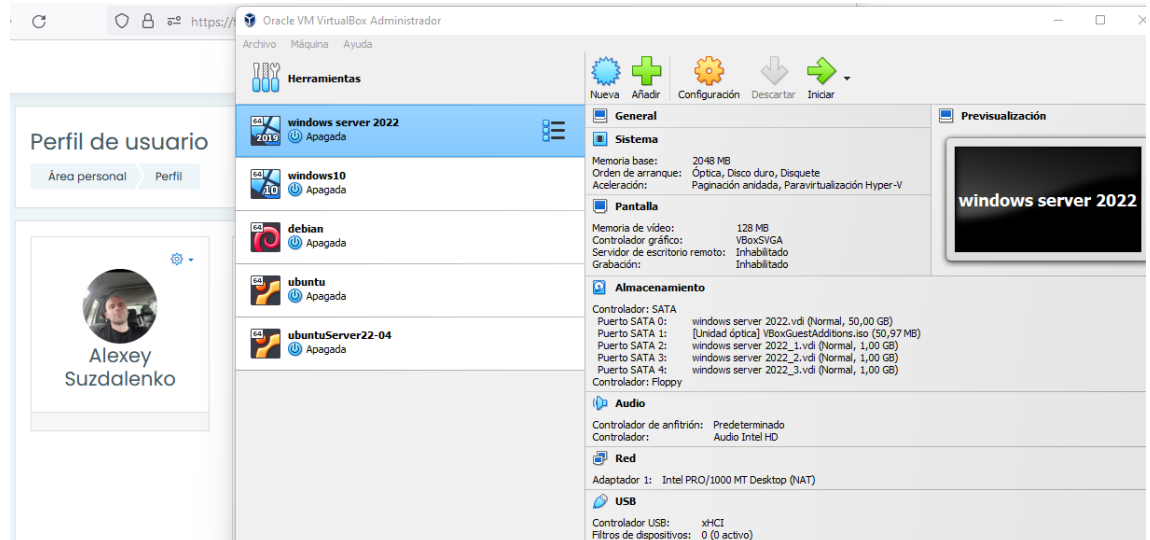 https://
Perfil de usuario
Área personal
Perfil
Alexey
Suzdalenko
Oracle VM VirtualBox Administrador
Archivo Máquina Ayuda
Herramientas
64
2019
windows server 2022
Apagada
64
10
windows10
Apagada
64
debian
Apagada
64
ubuntu
Apagada
64
ubuntuServer22-04
Apagada
Nueva Añadir Configuración Descartar Iniciar
General
Sistema
Memoria base: 2048 MB
Orden de arranque: Óptica, Disco duro, Disquete
Aceleración: Paginación anidada, Paravirtualización Hyper-V
Pantalla
Memoria de vídeo: 128 MB
Controlador gráfico: VBoxSVGA
Servidor de escritorio remoto: Inhabilitado
Grabación: Inhabilitado
Almacenamiento
Controlador: SATA
Puerto SATA 0: windows server 2022.vdi (Normal, 50,00 GB)
Puerto SATA 1: [Unidad óptica] VBoxGuestAdditions.iso (50,97 MB)
Puerto SATA 2: windows server 2022_1.vdi (Normal, 1,00 GB)
Puerto SATA 3: windows server 2022_2.vdi (Normal, 1,00 GB)
Puerto SATA 4: windows server 2022_3.vdi (Normal, 1,00 GB)
Controlador: Floppy
Audio
Controlador de anfitrión: Predeterminado
Controlador: Audio Intel HD
Red
Adaptador 1: Intel PRO/1000 MT Desktop (NAT)
USB
Controlador USB: xHCI
Filtros de dispositivos: 0 (0 activo)
Previsualización
windows server 2022